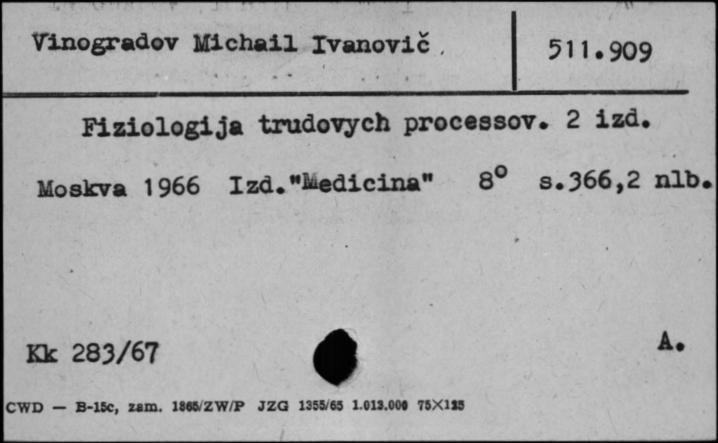 Vinogradov Michail Ivanovič
511.909
Fiziologija trudovych processov. 2 izd.
Moskva 1966 Izd."Medicina" 8° s.366,2 nlb.
Kk 283/67
A.
CWD — B-15c, zam. 1865/ZW/P JZG 1355/65 1.013.000 75X125